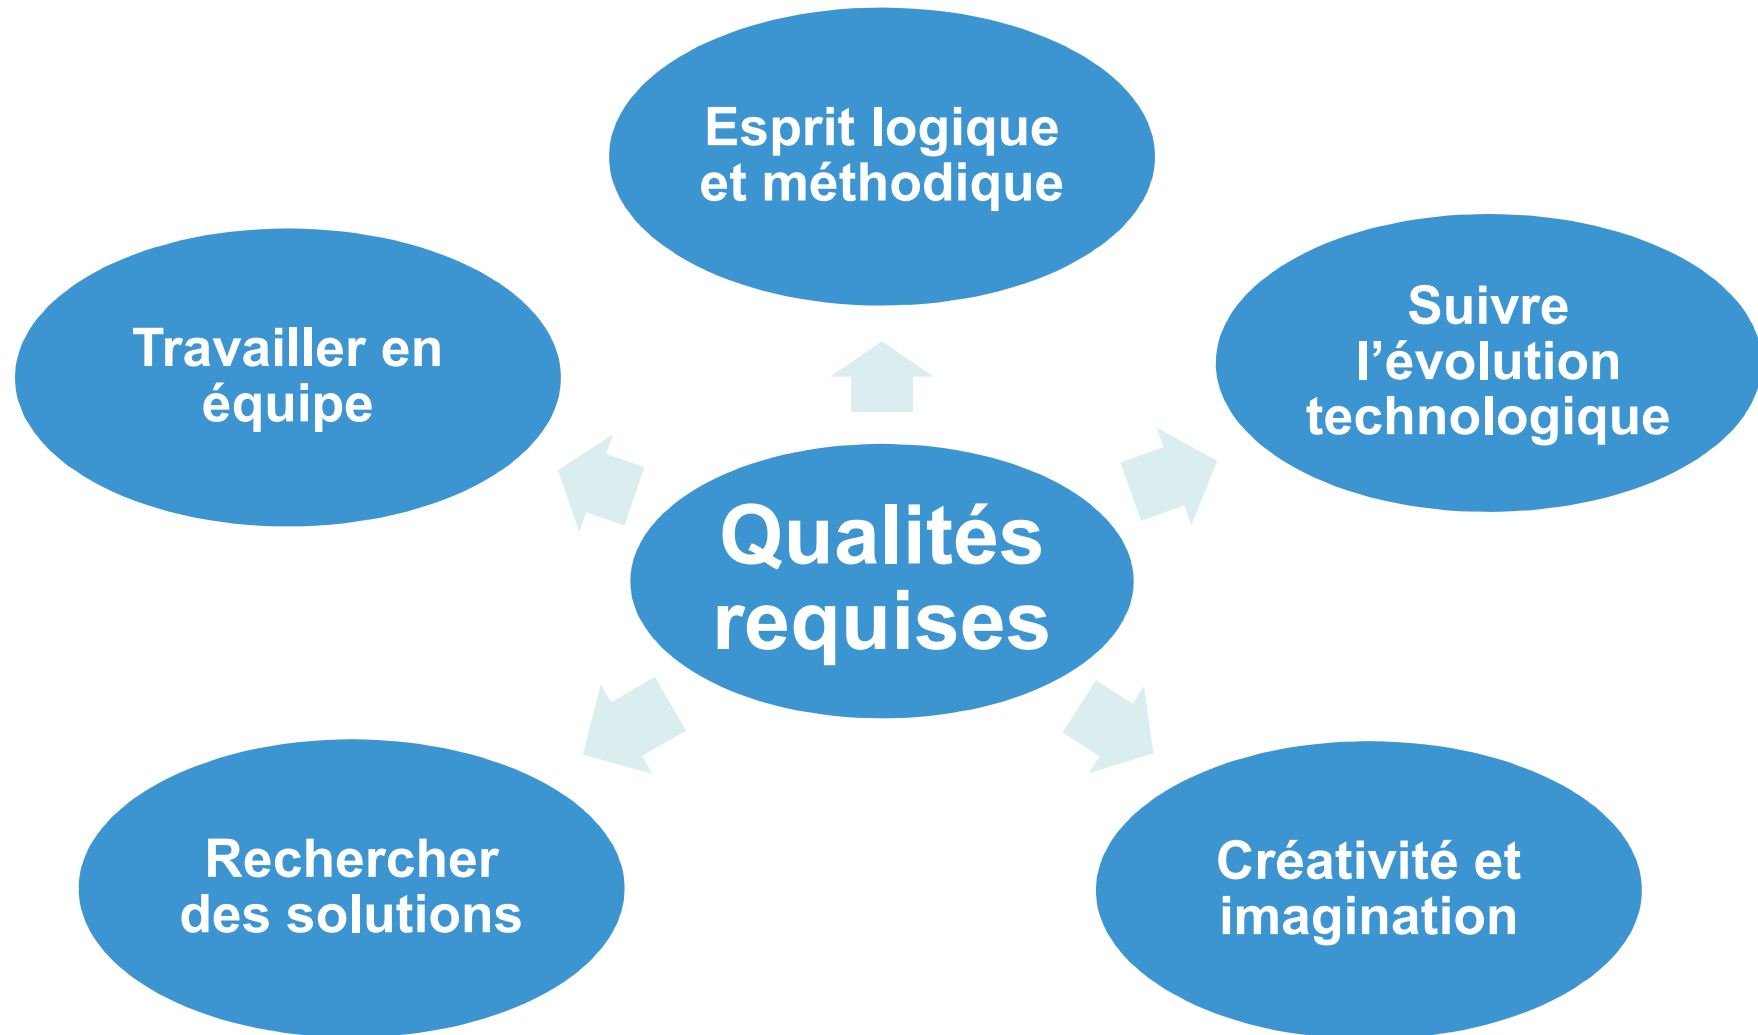 Esprit logique
et méthodique
Travailler en
équipe
Suivre
l’évolution
technologique
Qualités
requises
Rechercher
des solutions
Créativité et
imagination